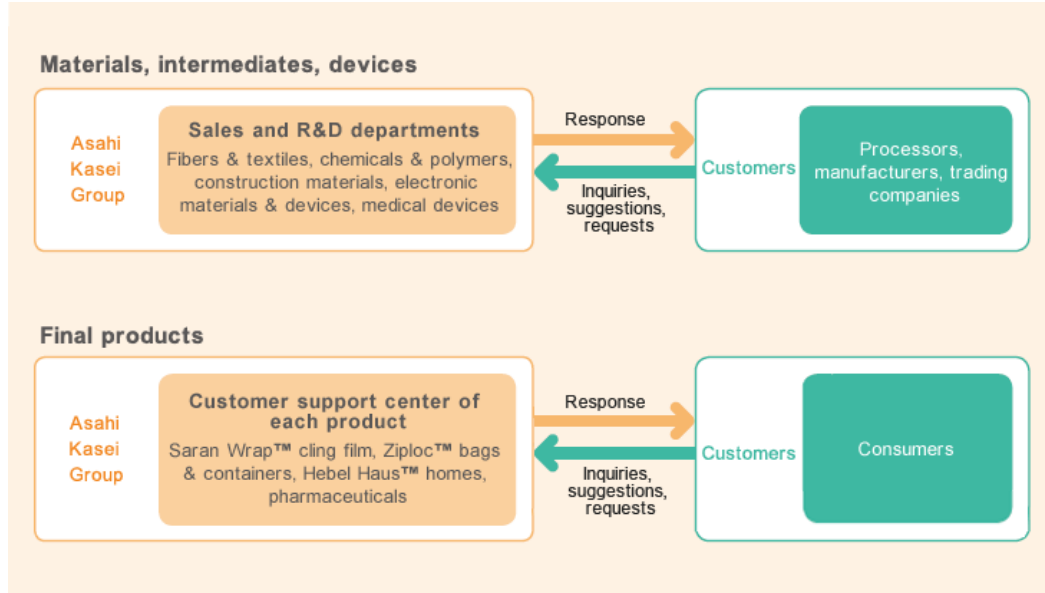 Materials, intermediates, devices
Asahi
Kasei
Group
Sales and R&D departments
Fibers & textiles, chemicals & polymers,
construction materials, electronic
materials & devices, medical devices
Response
Inquiries,
suggestions,
requests
Customers
Processors,
manufacturers, trading
companies
Final products
Asahi
Kasei
Group
Customer support center of
each product
Saran Wrap™ cling film, Ziploc™ bags
& containers, Hebel Haus™ homes,
pharmaceuticals
Response
Inquiries,
suggestions,
requests
Customers
Consumers